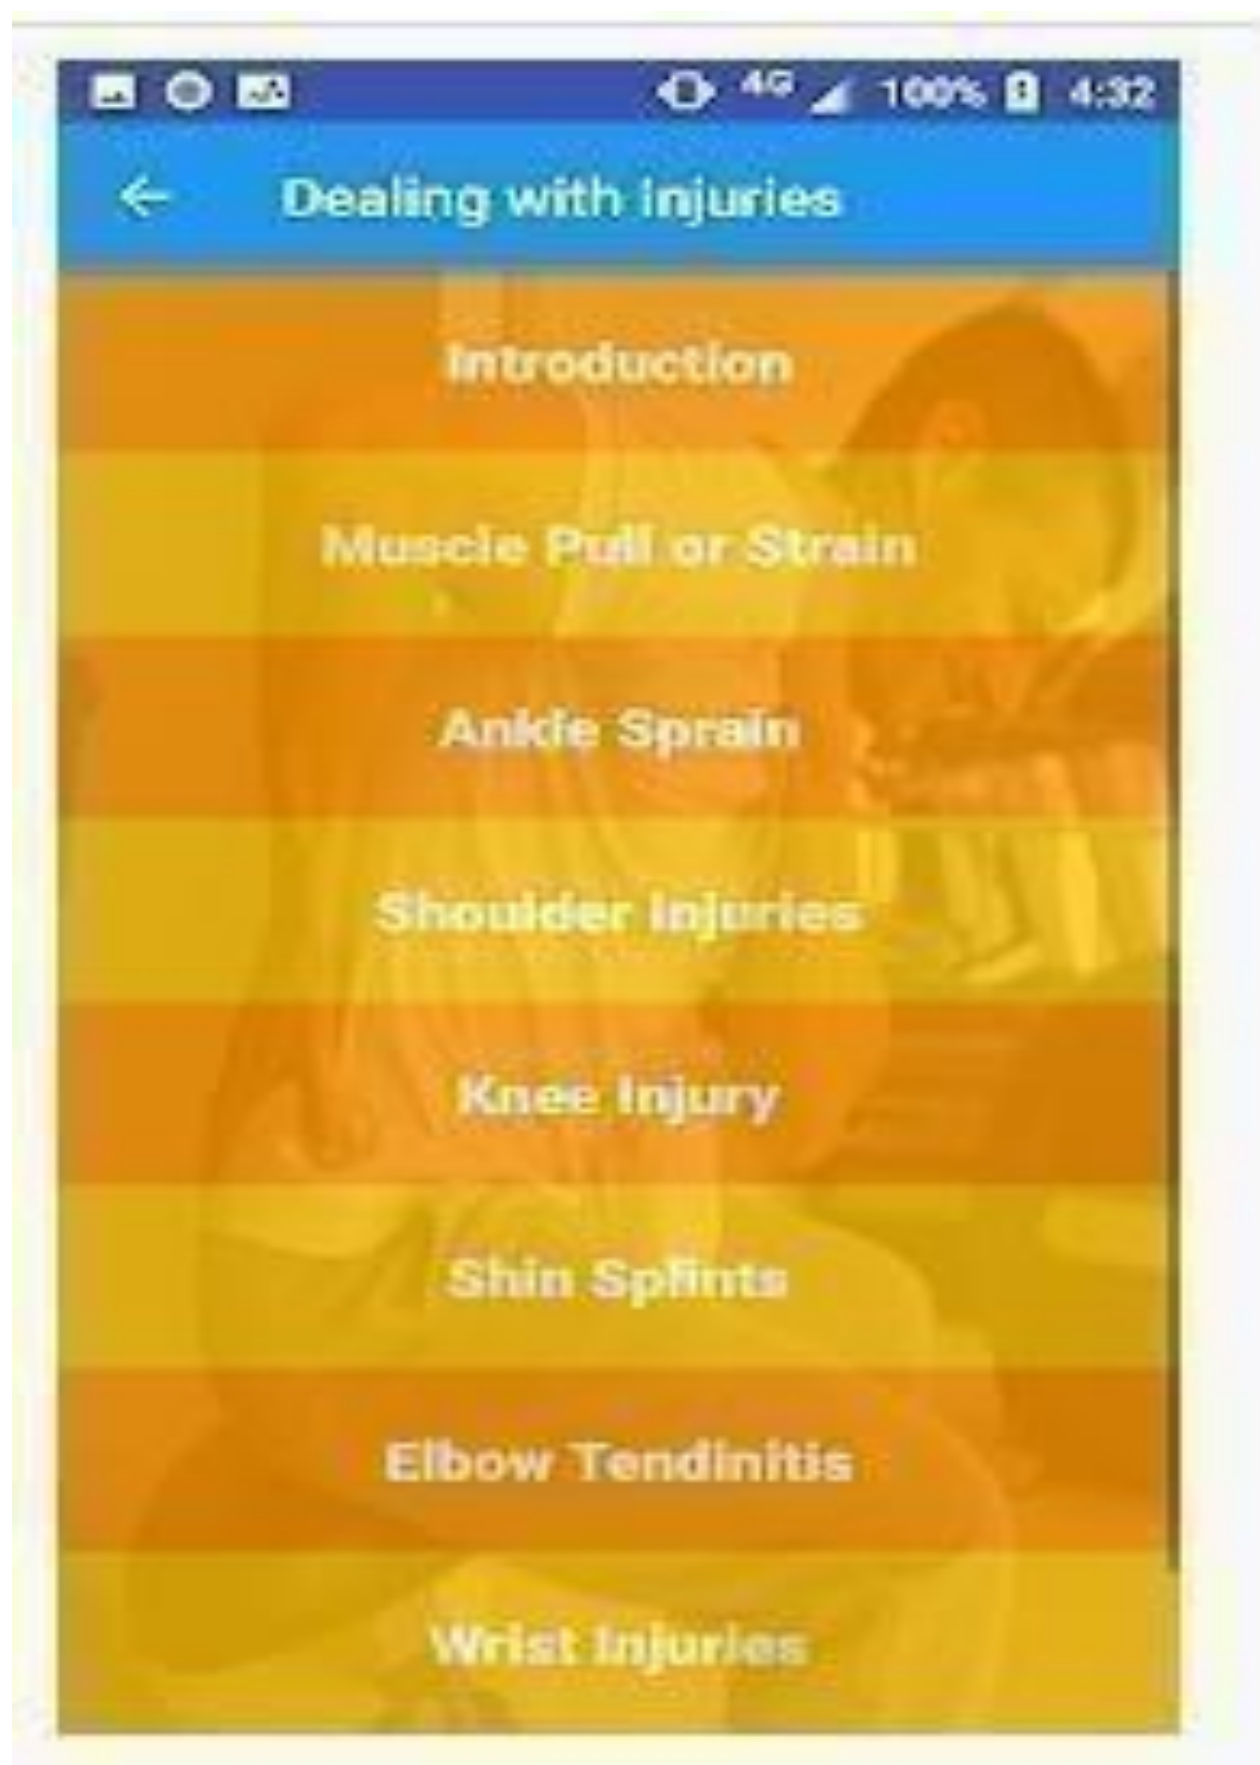 4G 100% 4:32
Dealing with Injuries
Introduction
Muscle Pull or Strain
Ankle Sprain
Shoulder Injuries
Knee Injury
Shin Splints
Elbow Tendinitis
Wrist Injuries